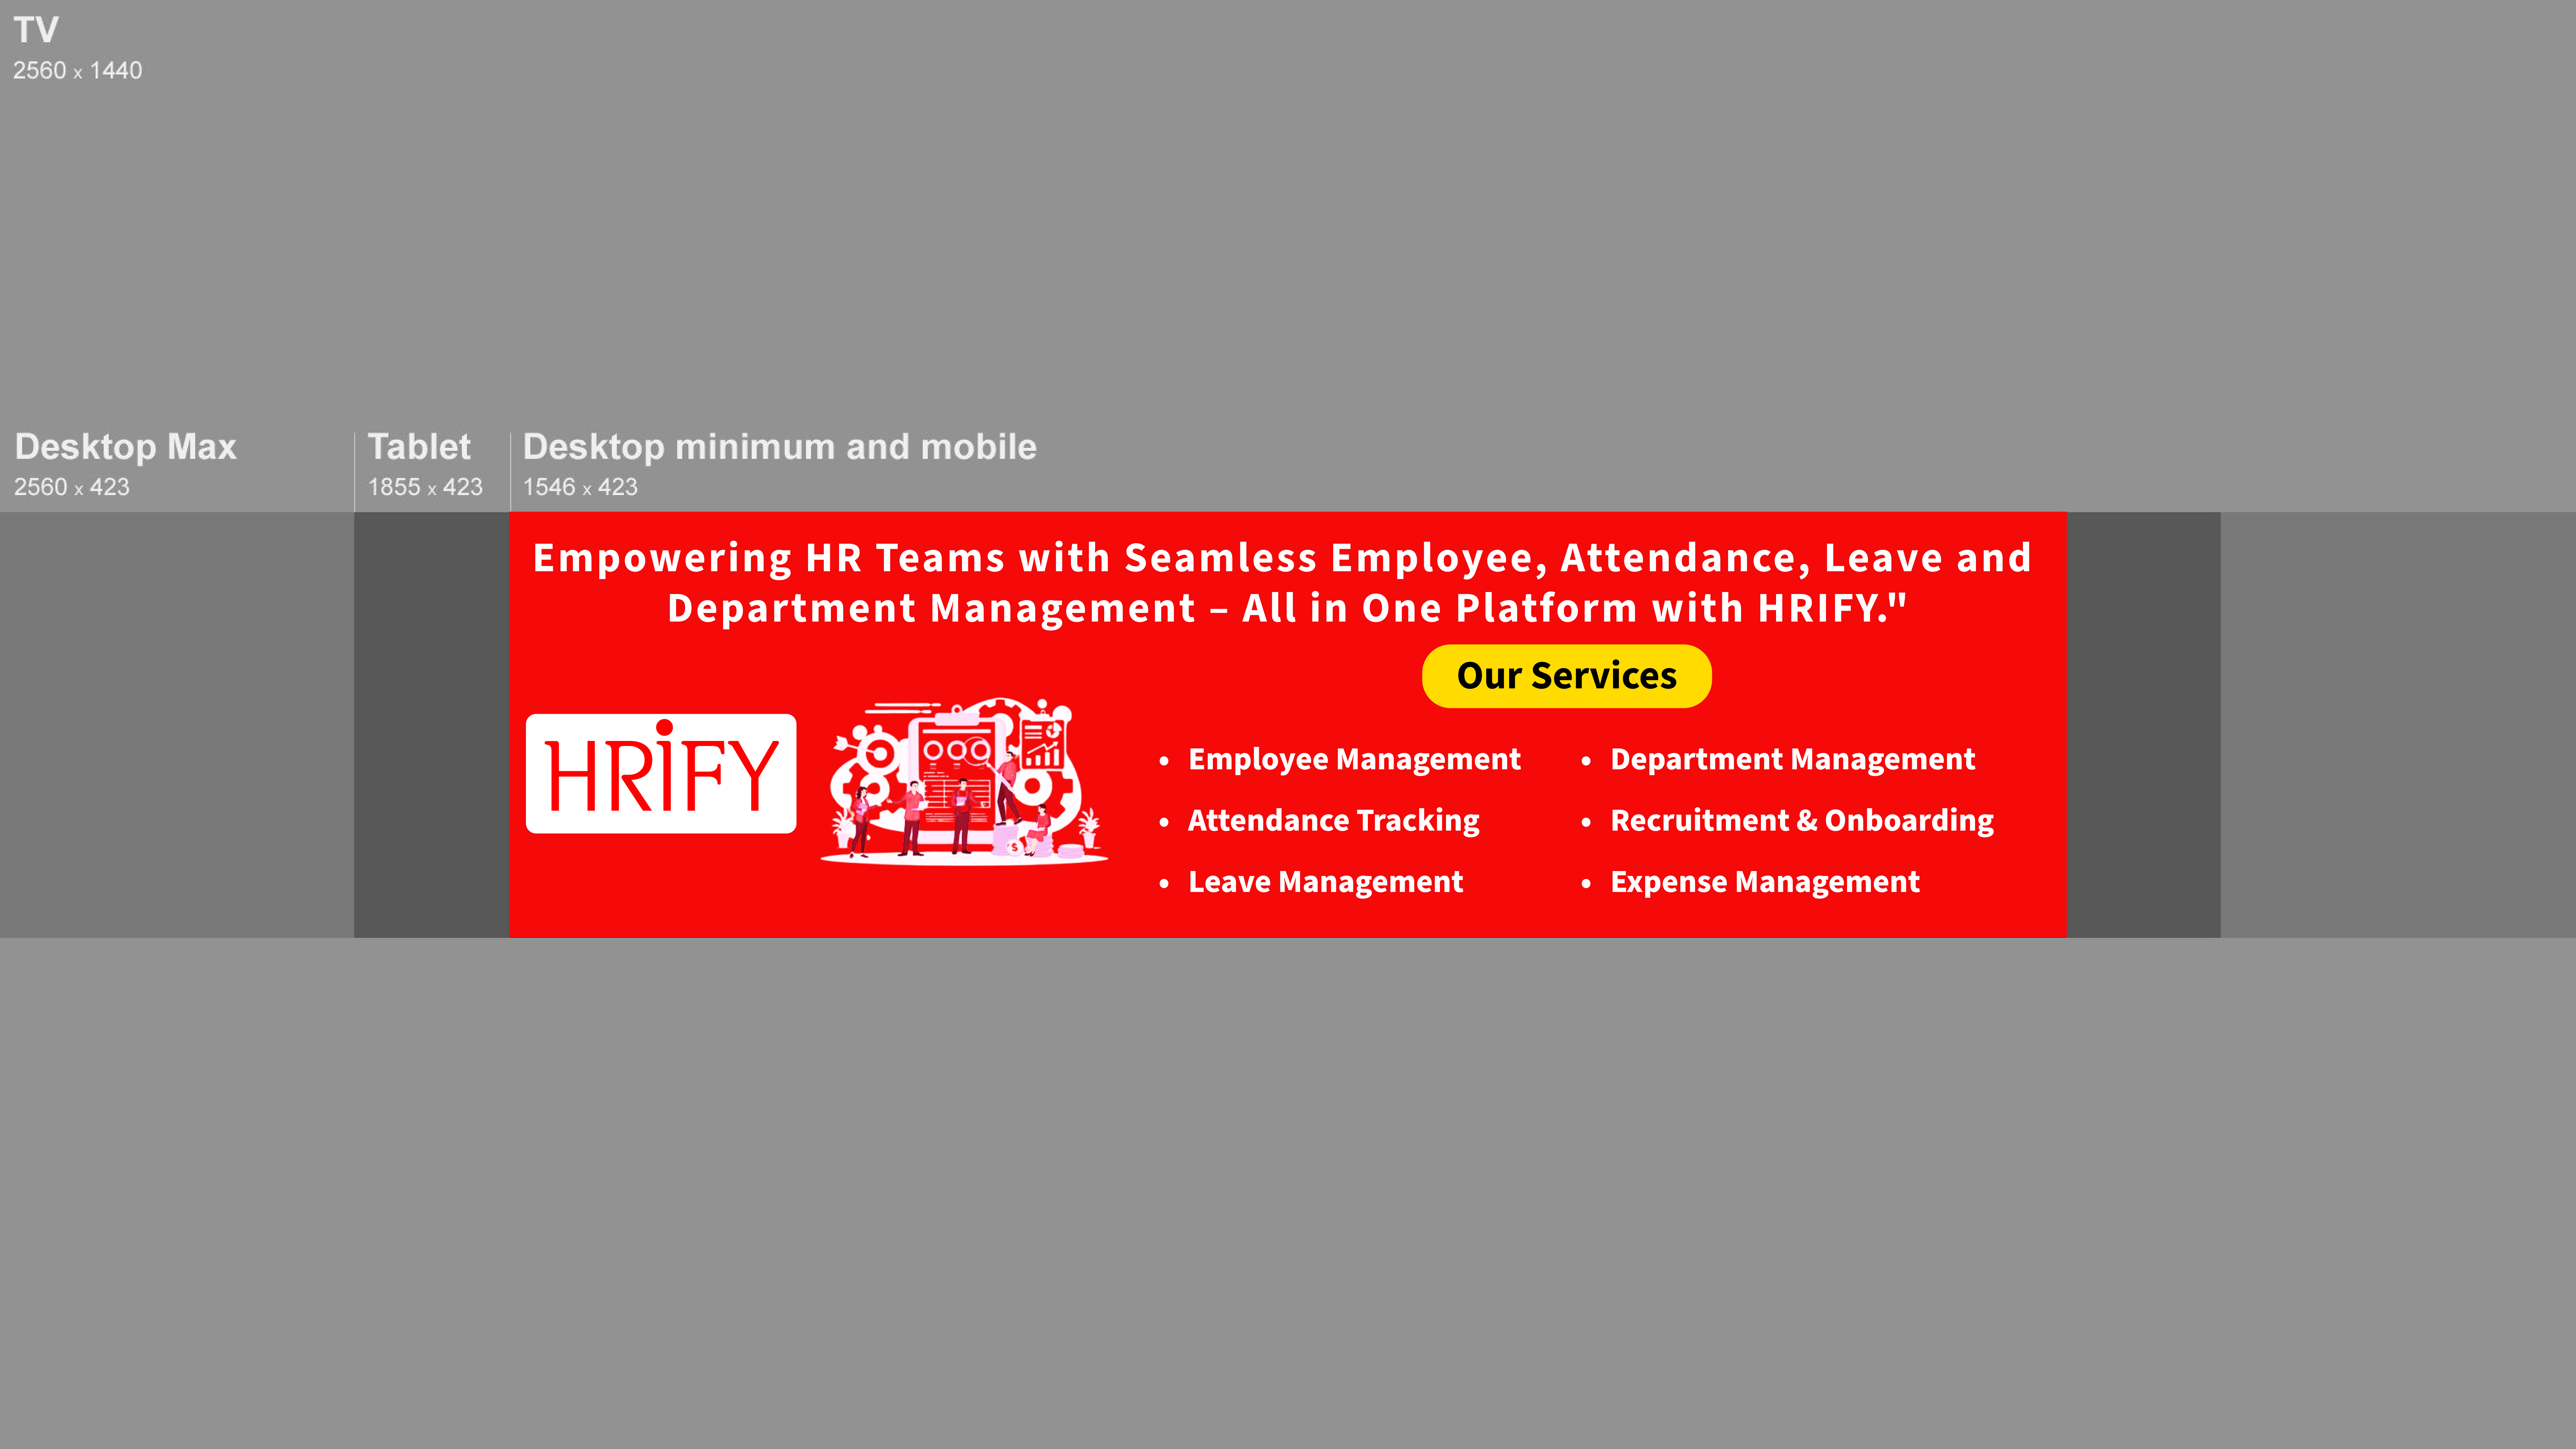 TV
2560 x 1440
Desktop Max
2560 x 423
Tablet
1855 x 423
Desktop minimum and mobile
1546 x 423
Empowering HR Teams with Seamless Employee, Attendance, Leave and
Department Management – All in One Platform with HRIFY."
Our Services
HRiFY
• Employee Management
• Attendance Tracking
• Leave Management
• Department Management
• Recruitment & Onboarding
• Expense Management